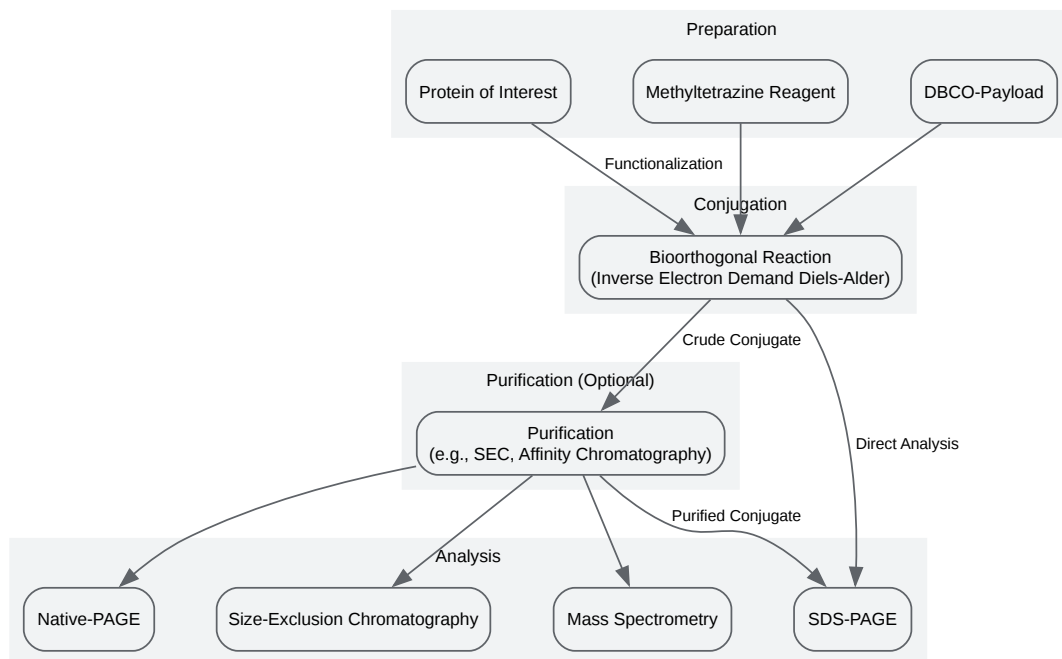 Preparation
Protein of Interest
Methyltetrazine Reagent
DBCO-Payload
Functionalization
Conjugation
Bioorthogonal Reaction
(Inverse Electron Demand Diels-Alder)
Crude Conjugate
Purification (Optional)
Purification
(e.g., SEC, Affinity Chromatography)
Direct Analysis
Purified Conjugate
Analysis
Native-PAGE
Size-Exclusion Chromatography
Mass Spectrometry
SDS-PAGE